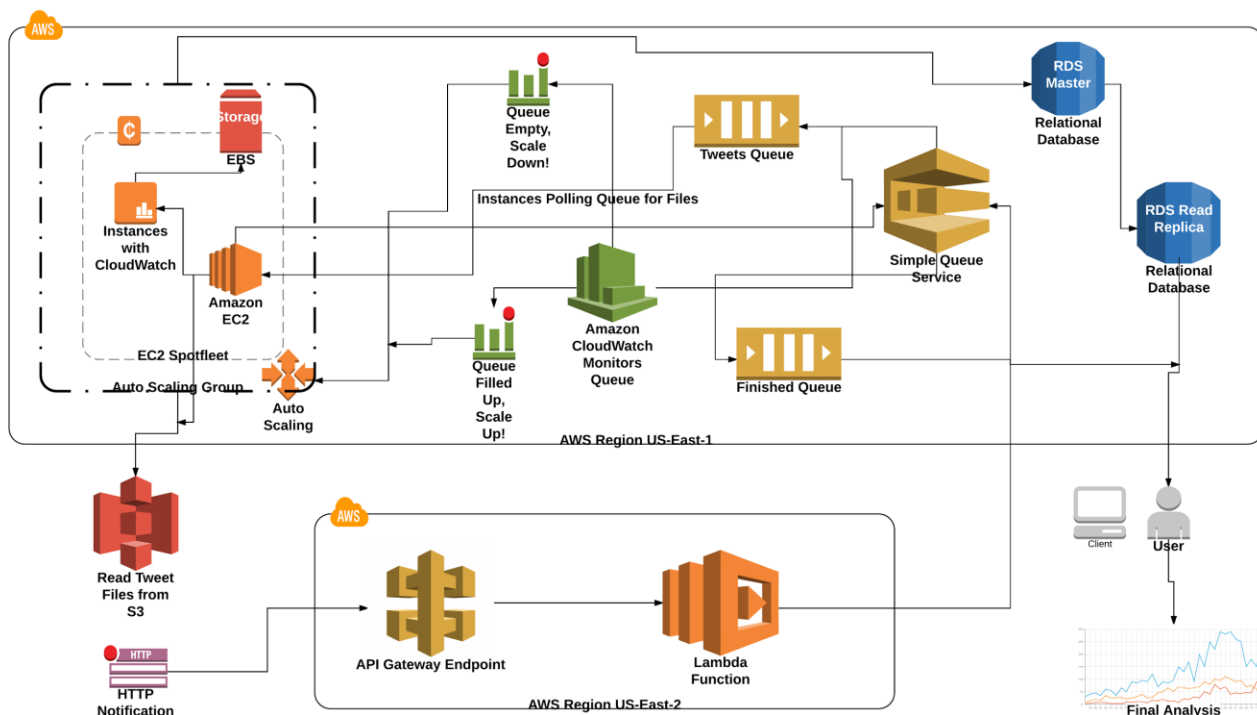 AWS
RDS
Master
Relational
Database
Queue
Empty,
Scale
Down!
Tweets Queue
Storage
EBS
₵
Instances Polling Queue for Files
RDS Read
Replica
Relational
Database
Instances
with
CloudWatch
Simple Queue
Service
Amazon
EC2
Amazon
CloudWatch
Monitors
Queue
EC2 Spotfleet
Auto Scaling Group
Auto
Scaling
Queue
Filled
Up,
Scale
Up!
Finished Queue
AWS Region US-East-1
Read Tweet
Files from
S3
AWS
Client
User
API Gateway Endpoint
Lambda
Function
HTTP
HTTP
Notification
AWS Region US-East-2
Final Analysis